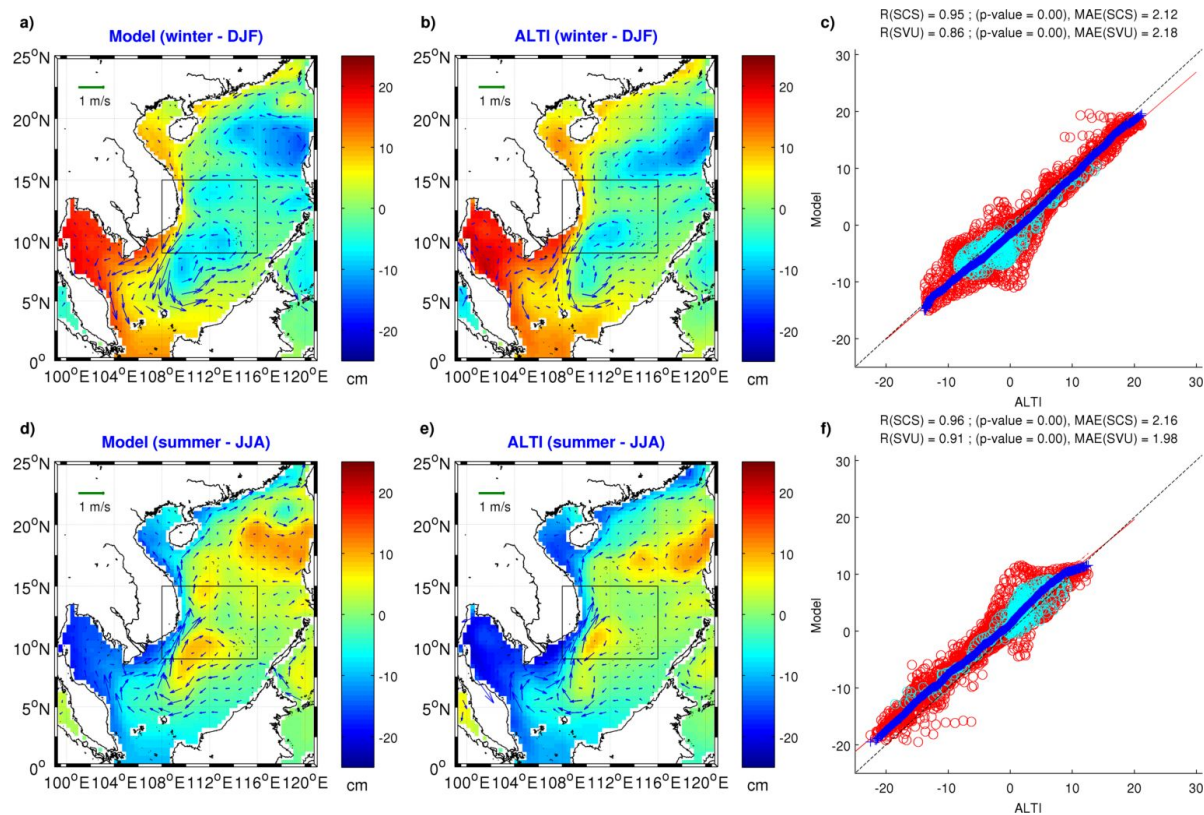 a)
Model (winter - DJF)
25°N
20°N
15°N
10°N
5°N
0°
1 m/s
100°E104°E108°E112°E116°E120°E
20
10
0
-10
-20
cm
b)
ALTI (winter - DJF)
25°N
20°N
15°N
10°N
5°N
0°
1 m/s
100°E104°E108°E112°E116°E120°E
20
10
0
-10
-20
cm
c)
R(SCS) = 0.95 ; (p-value = 0.00), MAE(SCS) = 2.12
R(SVU) = 0.86 ; (p-value = 0.00), MAE(SVU) = 2.18
30
20
10
0
-10
-20
Model
-20 -10 0 10 20 30
ALTI
d)
Model (summer - JJA)
25°N
20°N
15°N
10°N
5°N
0°
1 m/s
100°E104°E108°E112°E116°E120°E
20
10
0
-10
-20
cm
e)
ALTI (summer - JJA)
25°N
20°N
15°N
10°N
5°N
0°
1 m/s
100°E104°E108°E112°E116°E120°E
20
10
0
-10
-20
cm
f)
R(SCS) = 0.96 ; (p-value = 0.00), MAE(SCS) = 2.16
R(SVU) = 0.91 ; (p-value = 0.00), MAE(SVU) = 1.98
30
20
10
0
-10
-20
Model
-20 -10 0 10 20 30
ALTI